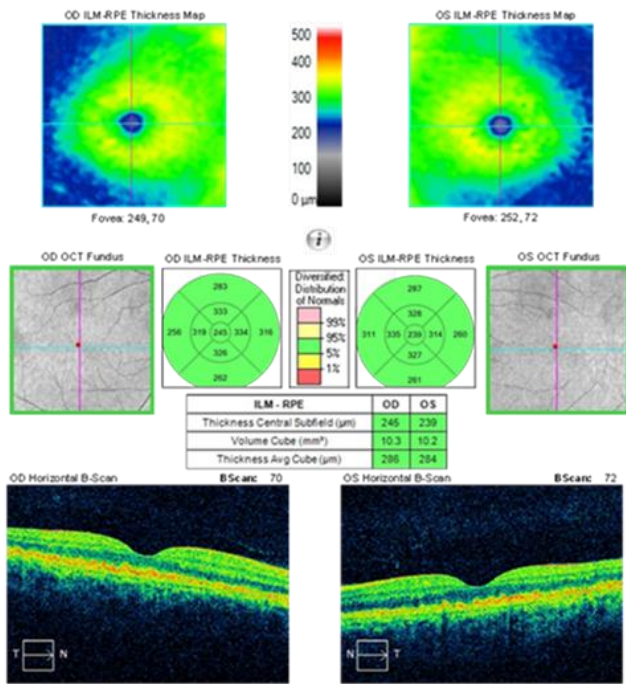 OD ILM-RPE Thickness Map
OS ILM-RPE Thickness Map
500
400
300
200
100
0 µm
Fovea: 249, 70
Fovea: 252, 72
i
OD OCT Fundus
OD ILM-RPE Thickness
Diversified:
Distribution
of Normals
99%
95%
5%
1%
OS ILM-RPE Thickness
OS OCT Fundus
283
333
256 319 245 334 316
326
262
287
328
311 335 239 314 260
327
261
ILM - RPE OD OS
Thickness Central Subfield (µm) 245 239
Volume Cube (mm³) 10.3 10.2
Thickness Avg Cube (µm) 286 284
OD Horizontal B-Scan BScan: 70
OS Horizontal B-Scan BScan: 72
T N
N T